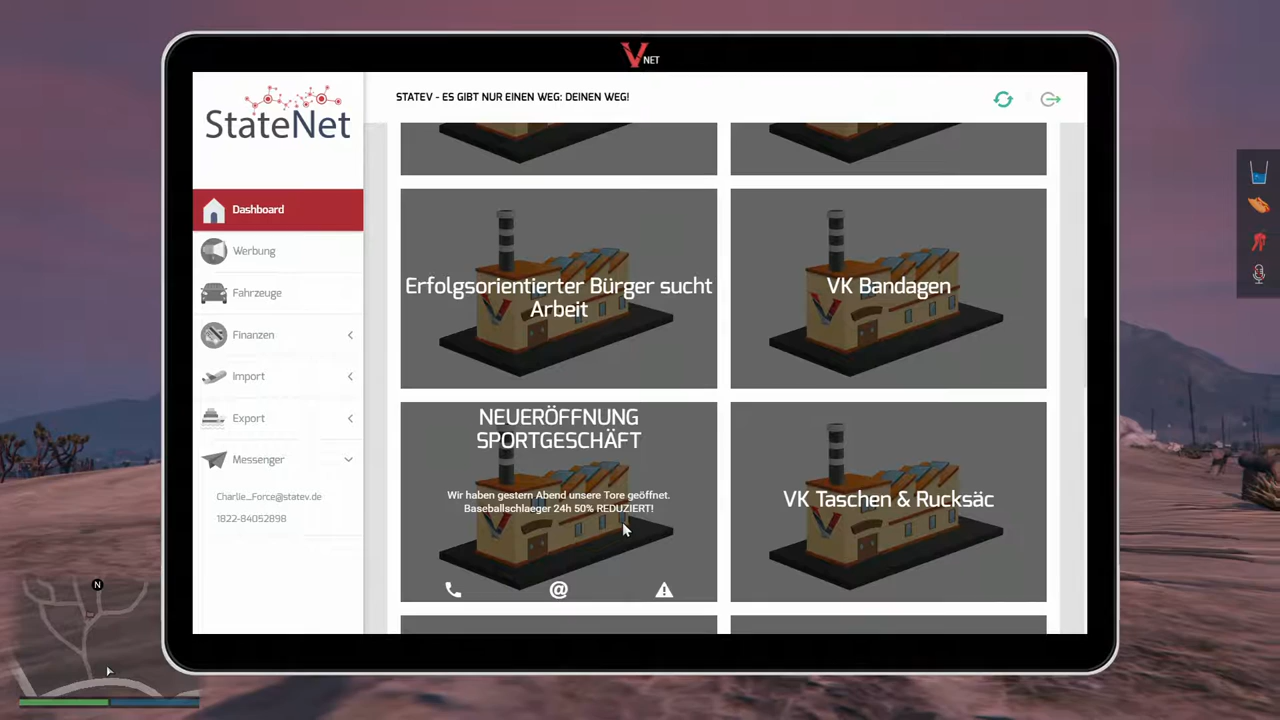 V NET
StateNet
STATEV - ES GIBT NUR EINEN WEG: DEINEN WEG!
Dashboard
Werbung
Fahrzeuge
Finanzen
Import
Export
Messenger
Charlie_Force@statev.de
1822-84052898
Erfolgsorientierter Bürger sucht
Arbeit
VK Bandagen
NEUERÖFFNUNG
SPORTGESCHÄFT
Wir haben gestern Abend unsere Tore geöffnet.
Baseballschlaeger 24h 50% REDUZIERT!
@
VK Taschen & Rucksäc
N